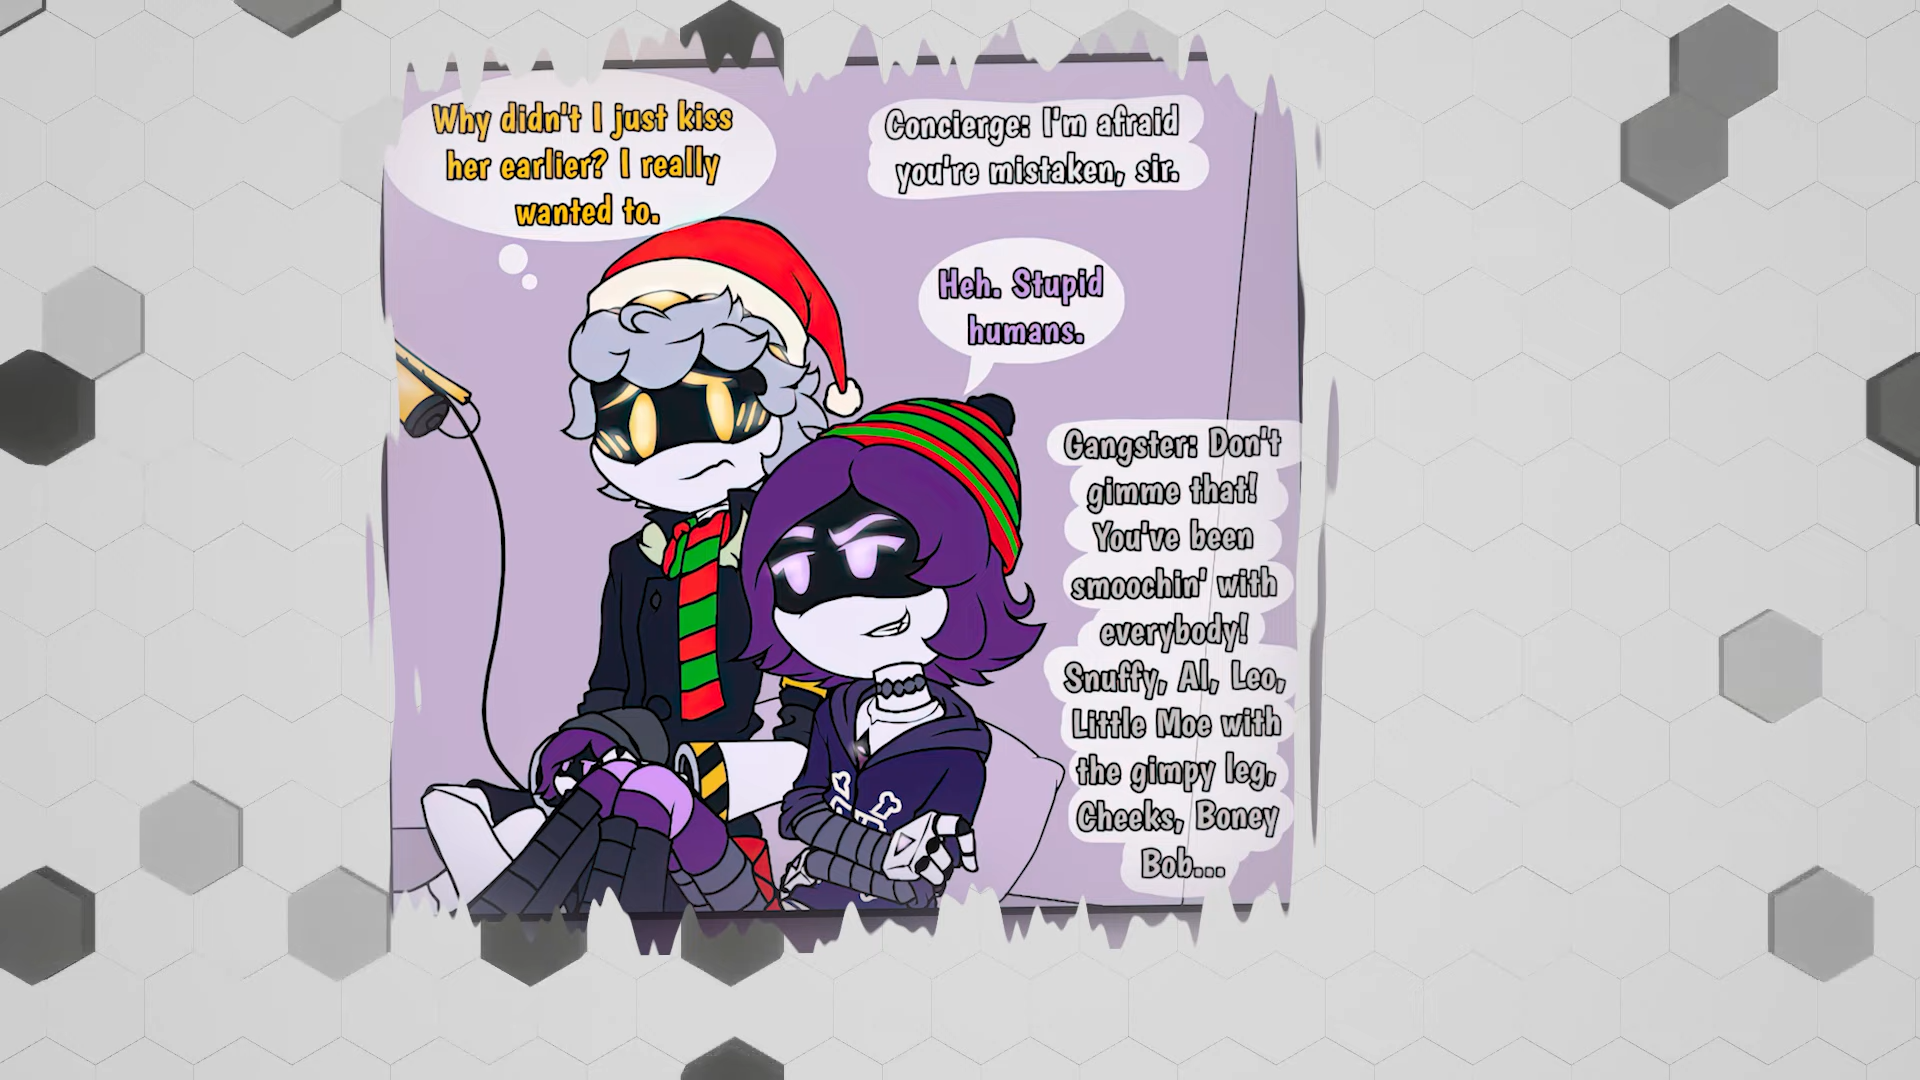 Why didn't I just kiss
her earlier? I really
wanted to.
Concierge: I'm afraid
you're mistaken, sir.
Heh. Stupid
humans.
Gangster: Don't
gimme that!
You've been
smoochin' with
everybody!
Snuffy, Al, Leo,
Little Moe with
the gimpy leg,
Cheeks, Boney
Bob...